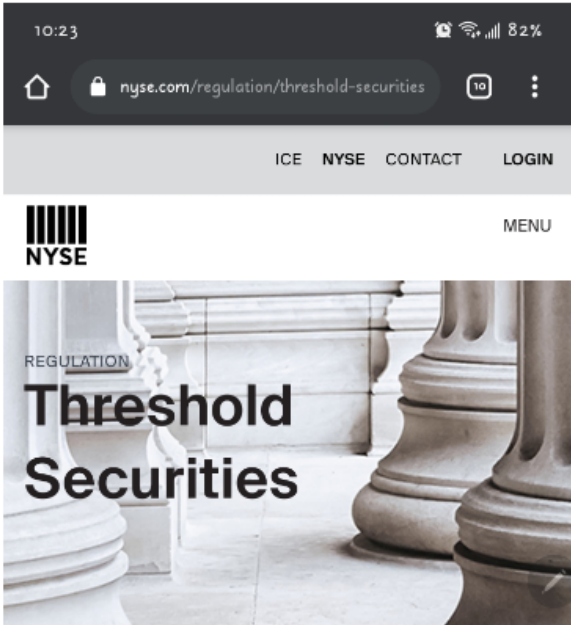 10:23
82%
nyse.com/regulation/threshold-securities
10
ICE NYSE CONTACT LOGIN
NYSE
MENU
REGULATION
Threshold
Securities